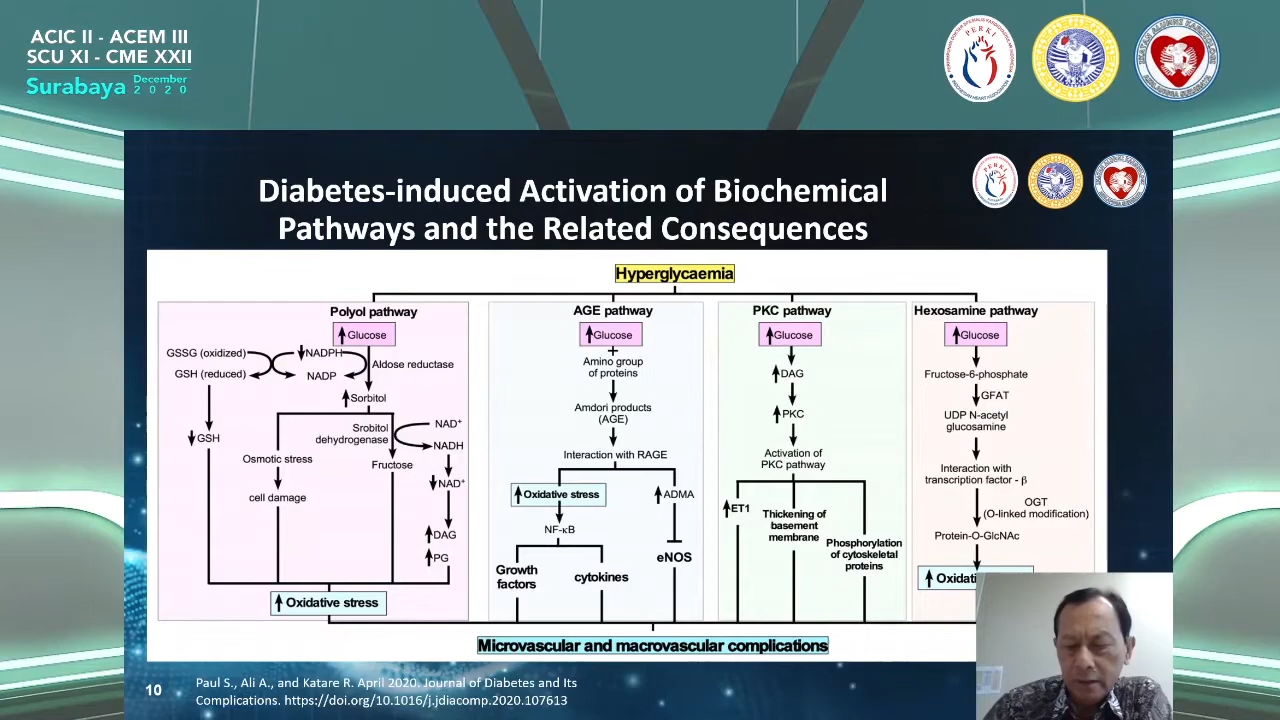 ACIC II - ACEM III
SCU XI - CME XXII
Surabaya December 2020
PERKI
Diabetes-induced Activation of Biochemical
Pathways and the Related Consequences
PERKI
Hyperglycaemia
Polyol pathway
Glucose
GSSG (oxidized)
NADPH
GSH (reduced)
NADP
Aldose reductase
Sorbitol
GSH
Srobitol
dehydrogenase
NAD+
NADH
Osmotic stress
Fructose
cell damage
NAD+
DAG
PG
Oxidative stress
AGE pathway
Glucose
+
Amino group
of proteins
Amdori products
(AGE)
Interaction with RAGE
Oxidative stress
ADMA
NF-κB
eNOS
Growth
factors
cytokines
PKC pathway
Glucose
DAG
PKC
Activation of
PKC pathway
ET1
Thickening of
basement
membrane
Phosphorylation
of cytoskeletal
proteins
Hexosamine pathway
Glucose
Fructose-6-phosphate
GFAT
UDP N-acetyl
glucosamine
Interaction with
transcription factor - β
OGT
(O-linked modification)
Protein-O-GlcNAc
Oxidati
Microvascular and macrovascular complications
10
Paul S., Ali A., and Katare R. April 2020. Journal of Diabetes and Its
Complications. https://doi.org/10.1016/j.jdiacomp.2020.107613